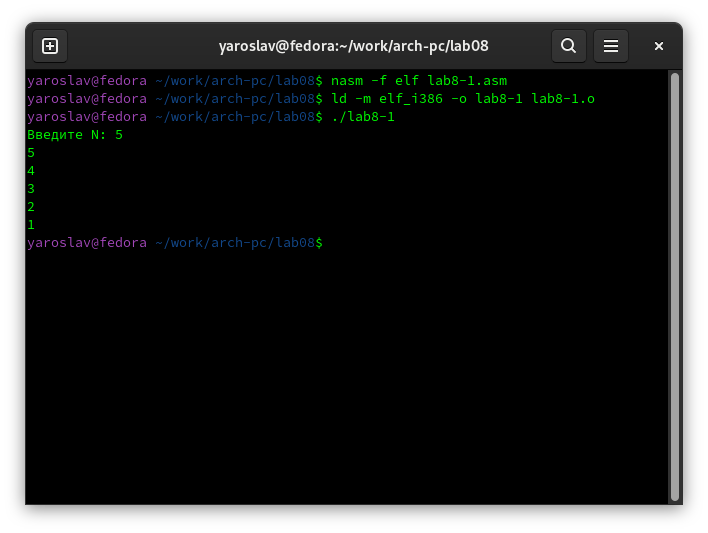 yaroslav@fedora:~/work/arch-pc/lab08
yaroslav@fedora ~/work/arch-pc/lab08$ nasm -f elf lab8-1.asm
yaroslav@fedora ~/work/arch-pc/lab08$ ld -m elf_i386 -o lab8-1 lab8-1.o
yaroslav@fedora ~/work/arch-pc/lab08$ ./lab8-1
Введите N: 5
5
4
3
2
1
yaroslav@fedora ~/work/arch-pc/lab08$